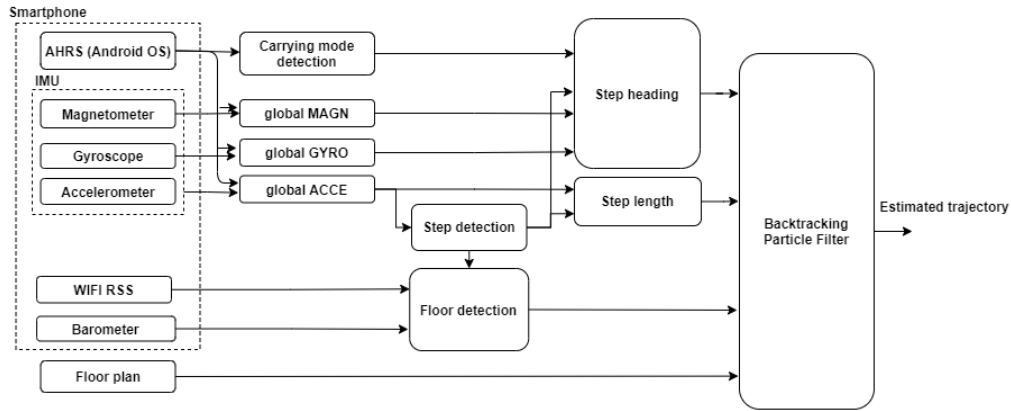 Smartphone
AHRS (Android OS)
Carrying mode
detection
IMU
Magnetometer
global MAGN
Step heading
Gyroscope
global GYRO
Accelerometer
global ACCE
Step length
Step detection
Backtracking
Particle Filter
Estimated trajectory
WIFI RSS
Floor detection
Barometer
Floor plan